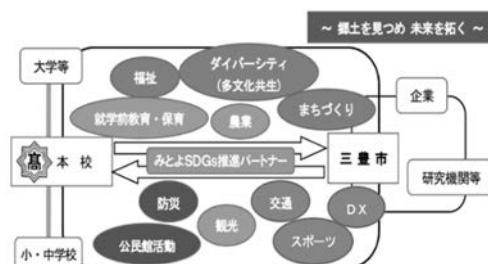 ～ 郷土を見つめ 未来を拓く ～
大学等
福祉
ダイバーシティ
(多文化共生)
まちづくり
企業
就学前教育・保育
農業
高
本 校
みとよSDGs推進パートナー
三 豊 市
研究機関等
防災
観光
交通
DX
公民館活動
スポーツ
小・中学校